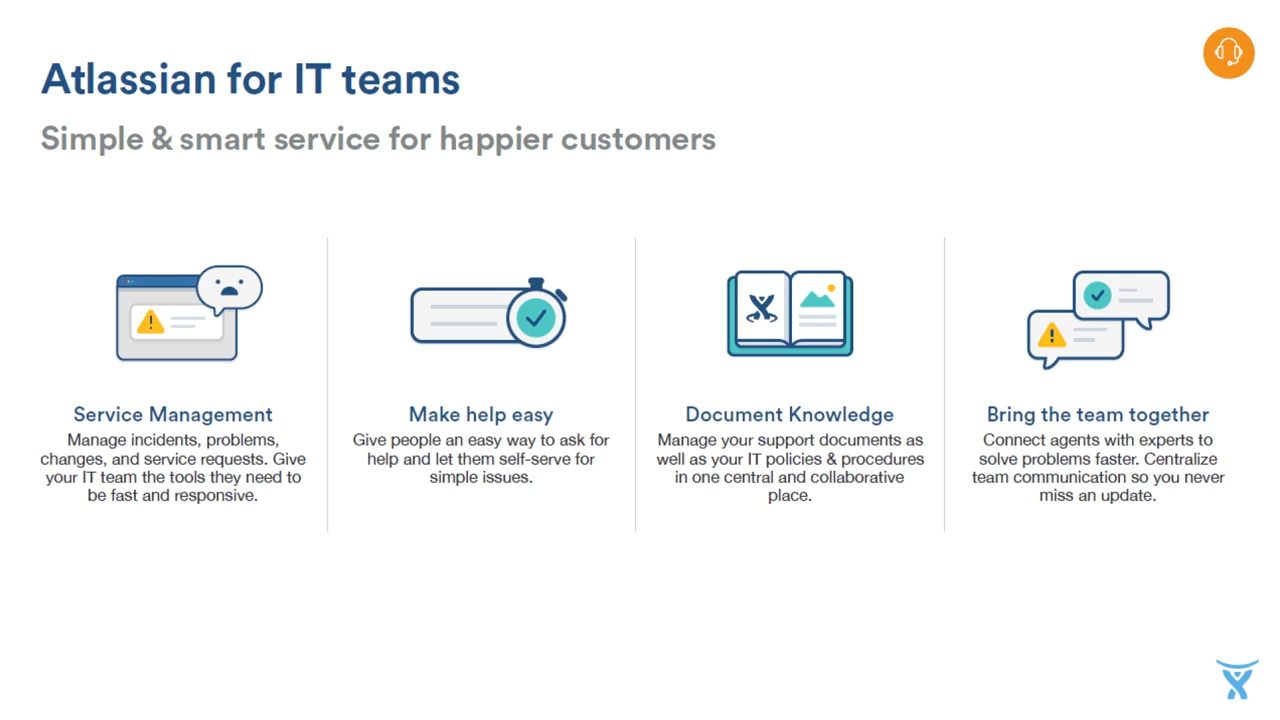 Atlassian for IT teams
Simple & smart service for happier customers
Service Management
Manage incidents, problems,
changes, and service requests. Give
your IT team the tools they need to
be fast and responsive.
Make help easy
Give people an easy way to ask for
help and let them self-serve for
simple issues.
Document Knowledge
Manage your support documents as
well as your IT policies & procedures
in one central and collaborative
place.
Bring the team together
Connect agents with experts to
solve problems faster. Centralize
team communication so you never
miss an update.